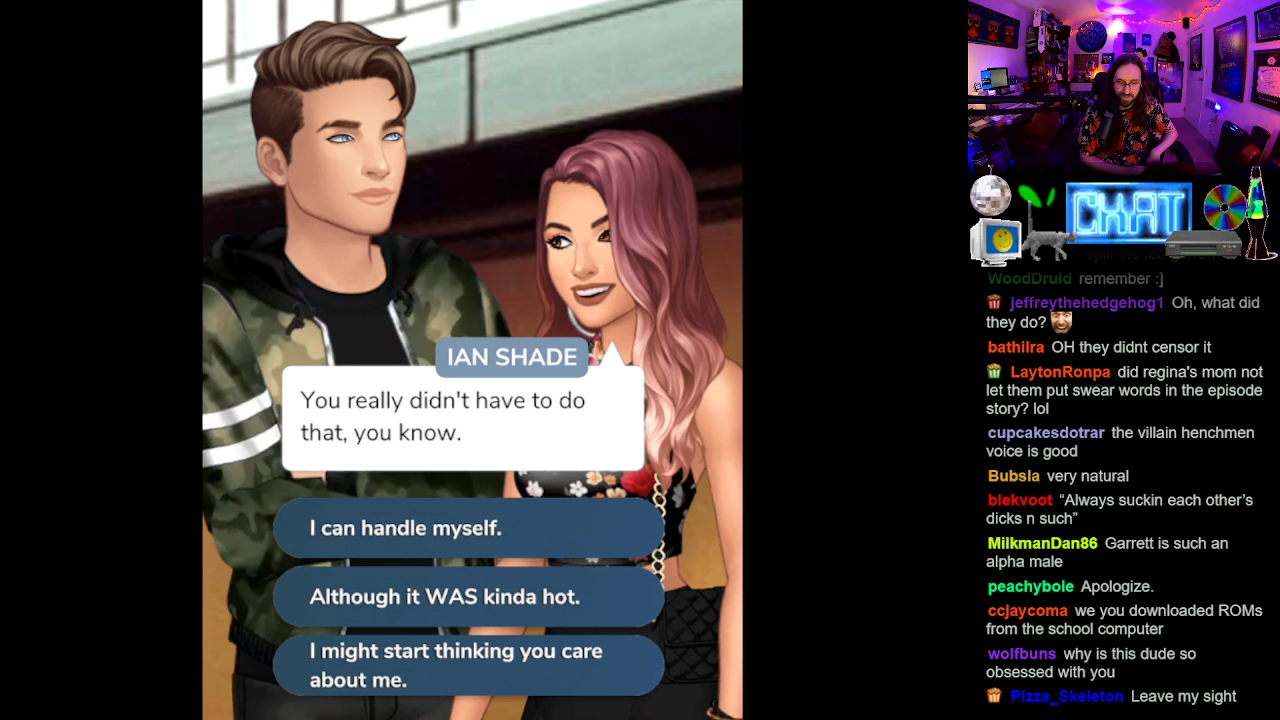 IAN SHADE
You really didn't have to do
that, you know.
I can handle myself.
Although it WAS kinda hot.
I might start thinking you care
about me.
CHAT
WoodDruid remember :]
jeffreythehedgehog1 Oh, what did
they do?
bathilra OH they didnt censor it
LaytonRonpa did regina's mom not
let them put swear words in the episode
story? lol
cupcakesdotrar the villain henchmen
voice is good
Bubsla very natural
blekvoot “Always suckin each other’s
dicks n such”
MilkmanDan86 Garrett is such an
alpha male
peachybole Apologize.
ccjaycoma we you downloaded ROMs
from the school computer
wolfbuns why is this dude so
obsessed with you
Pizza_Skeleton Leave my sight